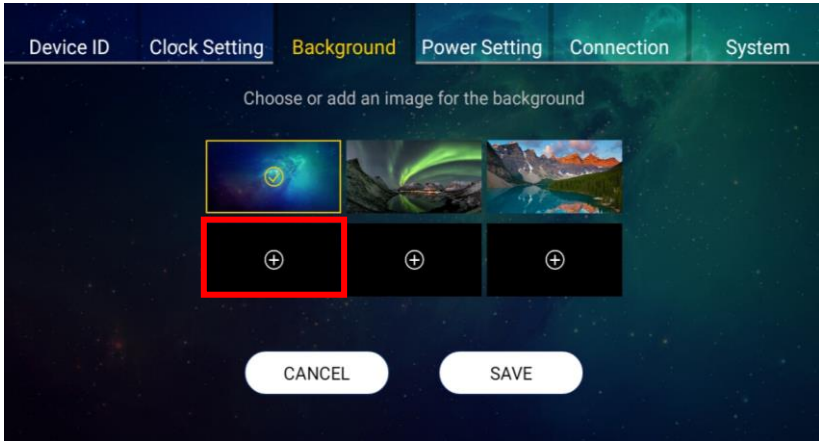 Device ID Clock Setting Background Power Setting Connection System
Choose or add an image for the background
CANCEL SAVE